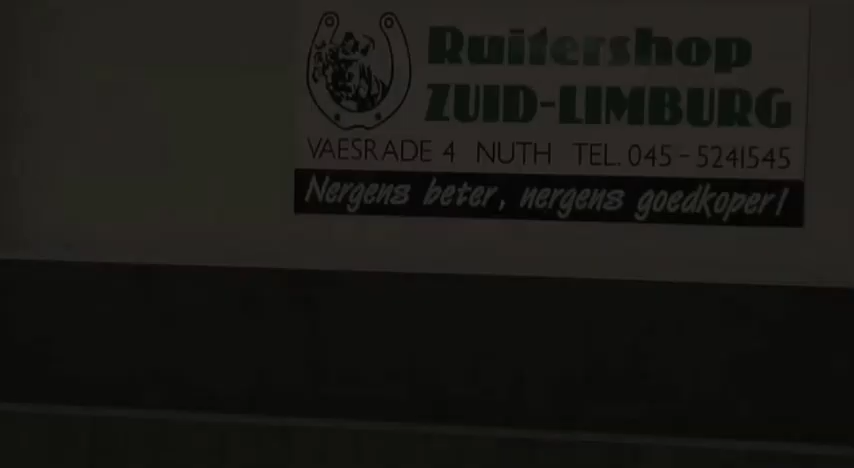 Ruitershop
ZUID-LIMBURG
VAESRADE 4 NUTH TEL. 045-5241545
Nergens beter, nergens goedkoper!